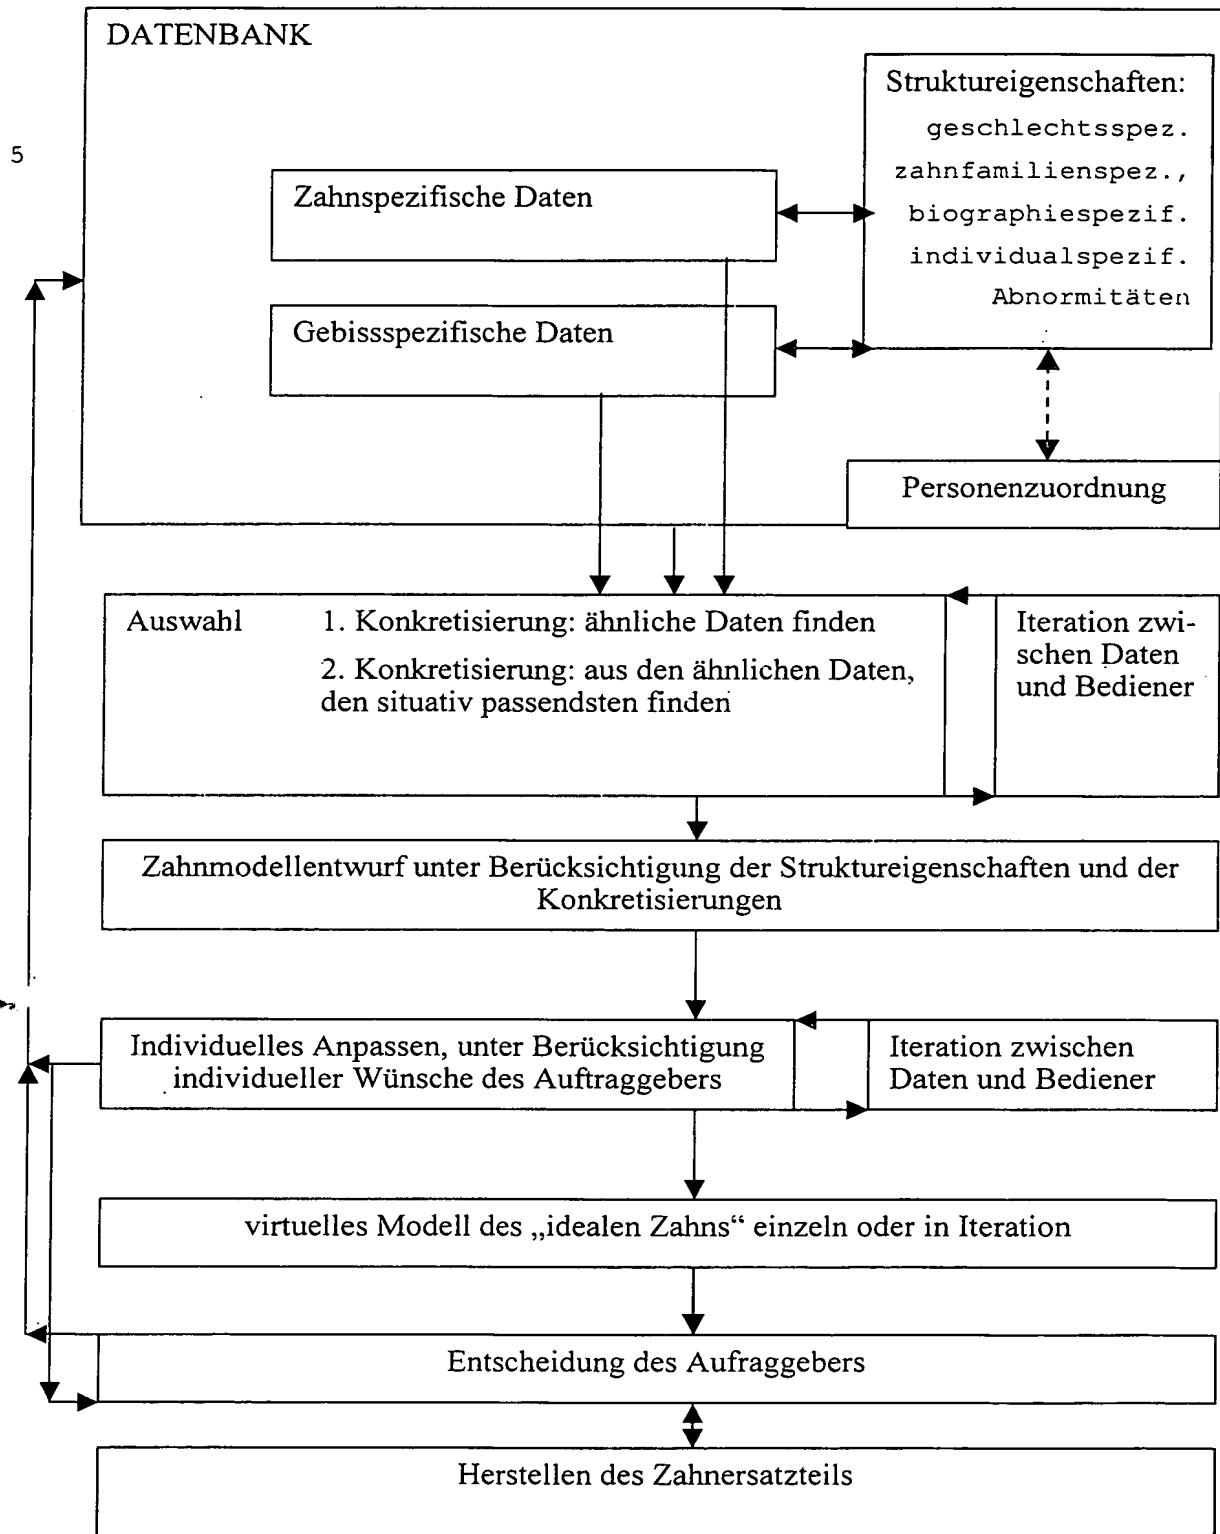 DATENBANK
Struktureigenschaften:
geschlechtsspez.
zahnfamilienspez.,
biographiespezif.
individualspezif.
Abnormitäten
5
Zahnspezifische Daten
Gebissspezifische Daten
Personenzuordnung
Auswahl 1. Konkretisierung: ähnliche Daten finden
2. Konkretisierung: aus den ähnlichen Daten,
den situativ passendsten finden
Iteration zwi-
schen Daten
und Bediener
Zahnmodellentwurf unter Berücksichtigung der Struktureigenschaften und der
Konkretisierungen
Individuelles Anpassen, unter Berücksichtigung
individueller Wünsche des Auftraggebers
Iteration zwischen
Daten und Bediener
virtuelles Modell des „idealen Zahns“ einzeln oder in Iteration
Entscheidung des Aufraggebers
Herstellen des Zahnersatzteils